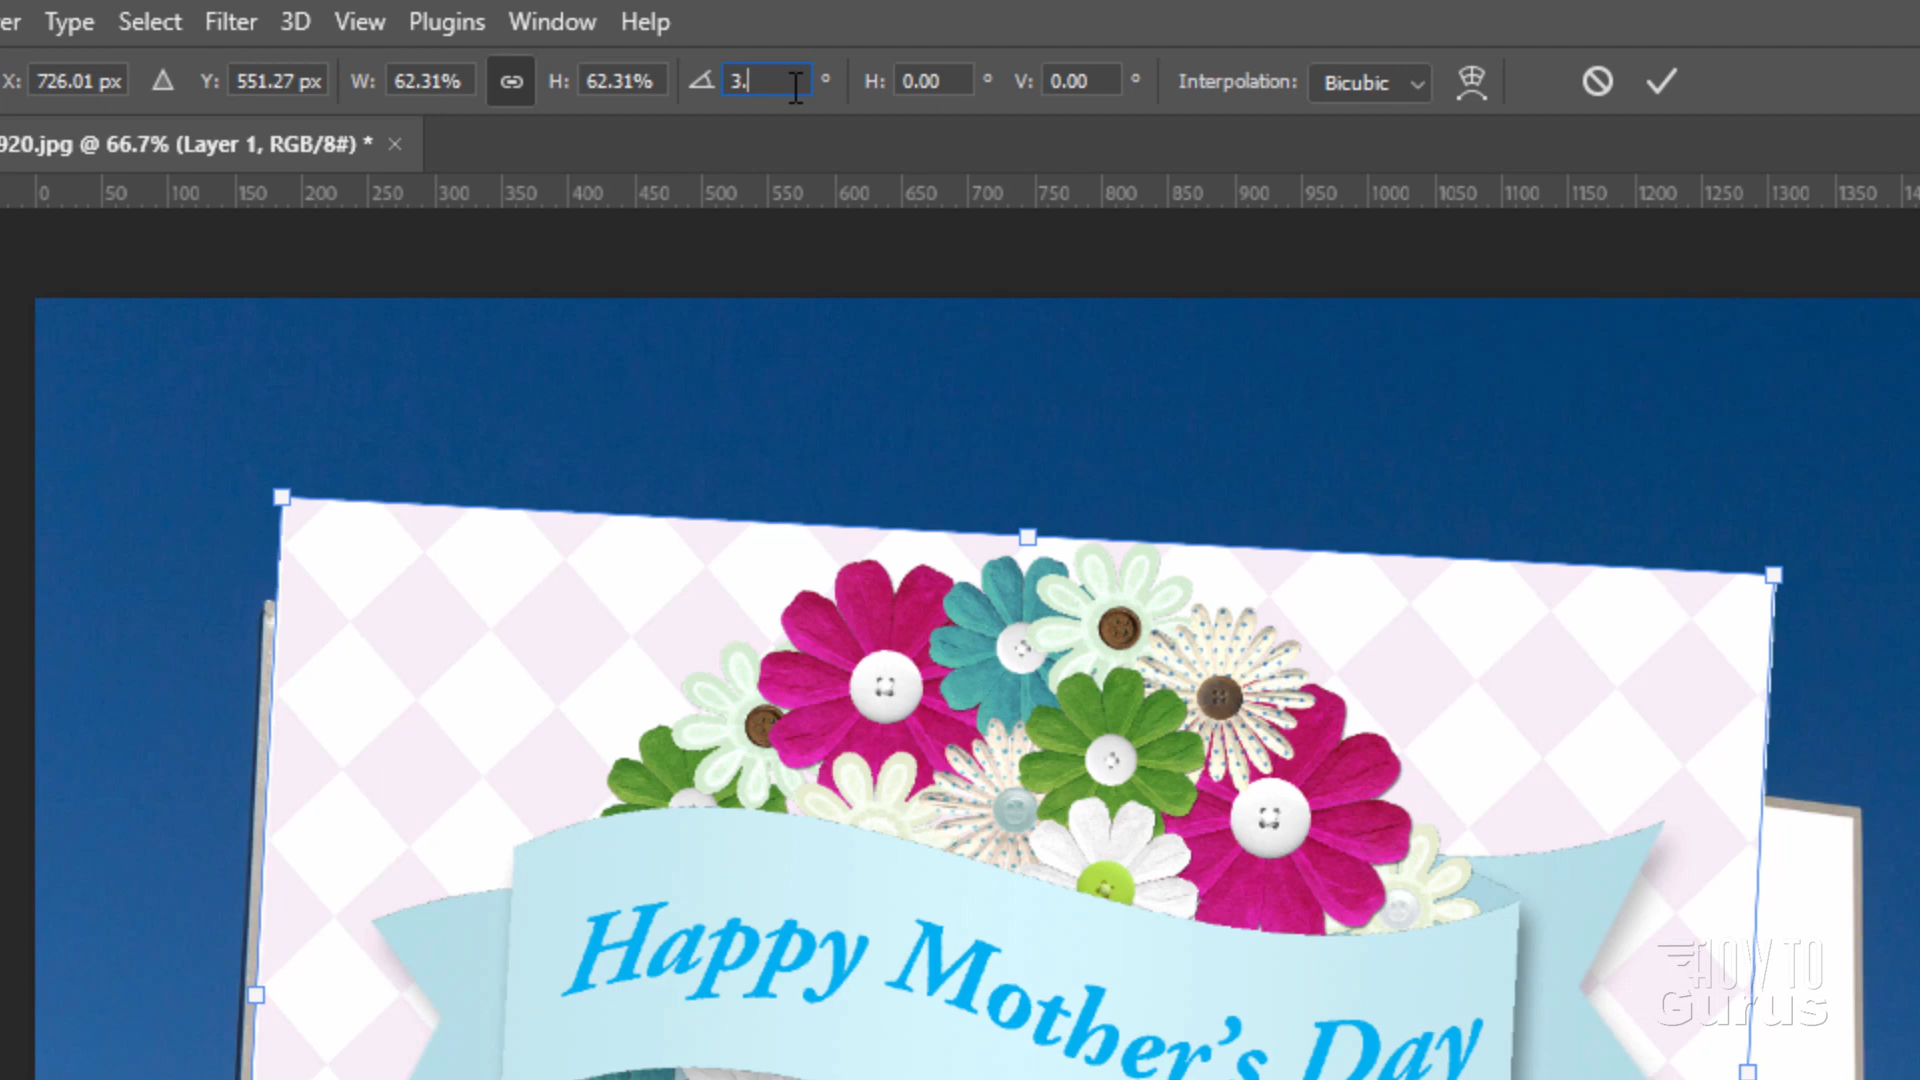 er Type Select Filter 3D View Plugins Window Help
X: 726.01 px Y: 551.27 px W: 62.31% H: 62.31% 3. ° H: 0.00 ° V: 0.00 ° Interpolation: Bicubic
920.jpg @ 66.7% (Layer 1, RGB/8#) * ×
0 50 100 150 200 250 300 350 400 450 500 550 600 650 700 750 800 850 900 950 1000 1050 1100 1150 1200 1250 1300 1350 14
Happy Mother's Day
HOW TO
Gurus